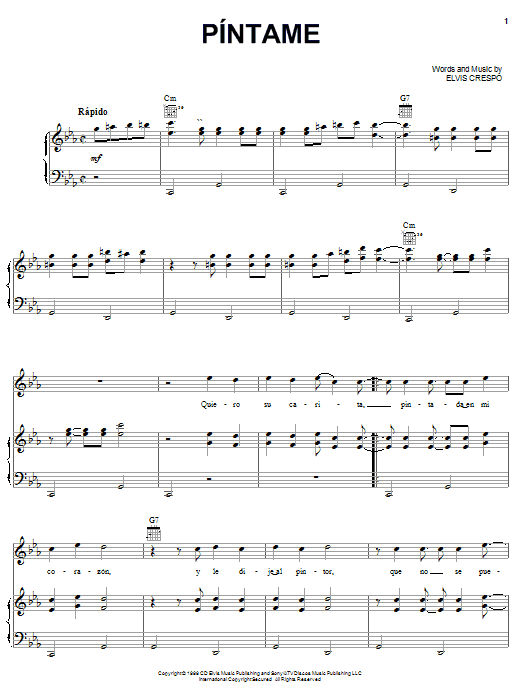 1
PÍNTAME
Words and Music by
ELVIS CRESPO
Rápido
Cm
G7
mf
Cm
Quie - ro su ca - ri - ta, pin - ta - da en mi
G7
co - ra - zón, y le di - je al pin - tor, que no se pue -
Copyright © 1998 CD Elvis Music Publishing and Sony/ATV Discos Music Publishing LLC
International Copyright Secured All Rights Reserved